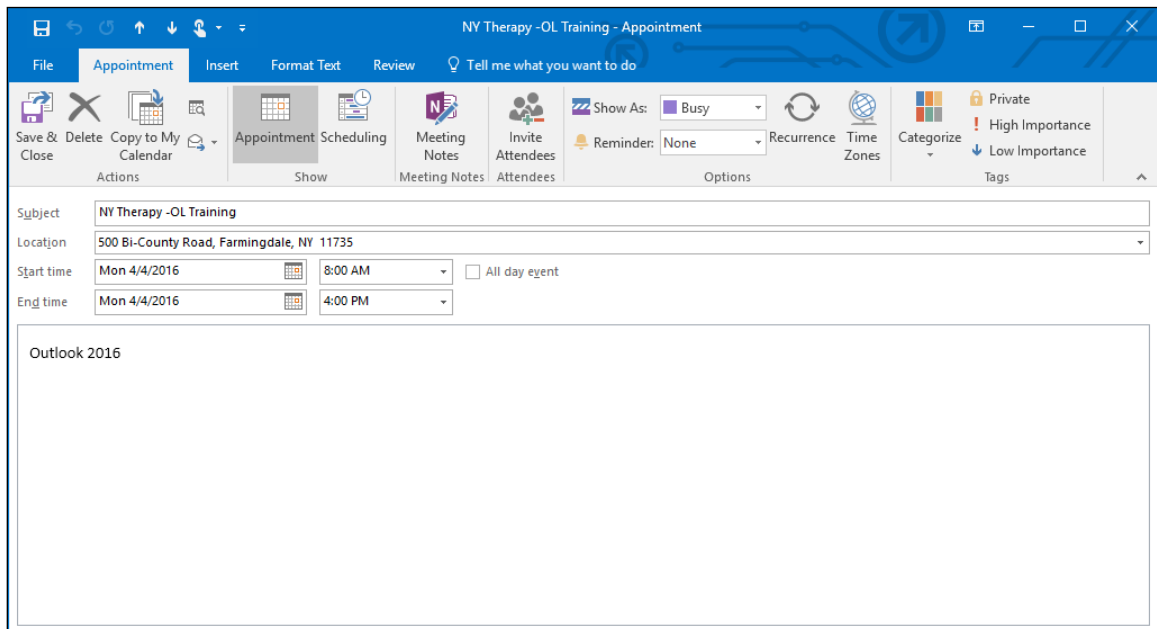 NY Therapy -OL Training - Appointment
File Appointment Insert Format Text Review Tell me what you want to do
Save & Close
Delete
Copy to My Calendar
Actions
Appointment
Scheduling
Show
Meeting Notes
Meeting Notes
Invite Attendees
Attendees
Show As: Busy
Reminder: None
Recurrence
Time Zones
Options
Categorize
Private
High Importance
Low Importance
Tags
Subject NY Therapy -OL Training
Location 500 Bi-County Road, Farmingdale, NY 11735
Start time Mon 4/4/2016 8:00 AM All day event
End time Mon 4/4/2016 4:00 PM
Outlook 2016